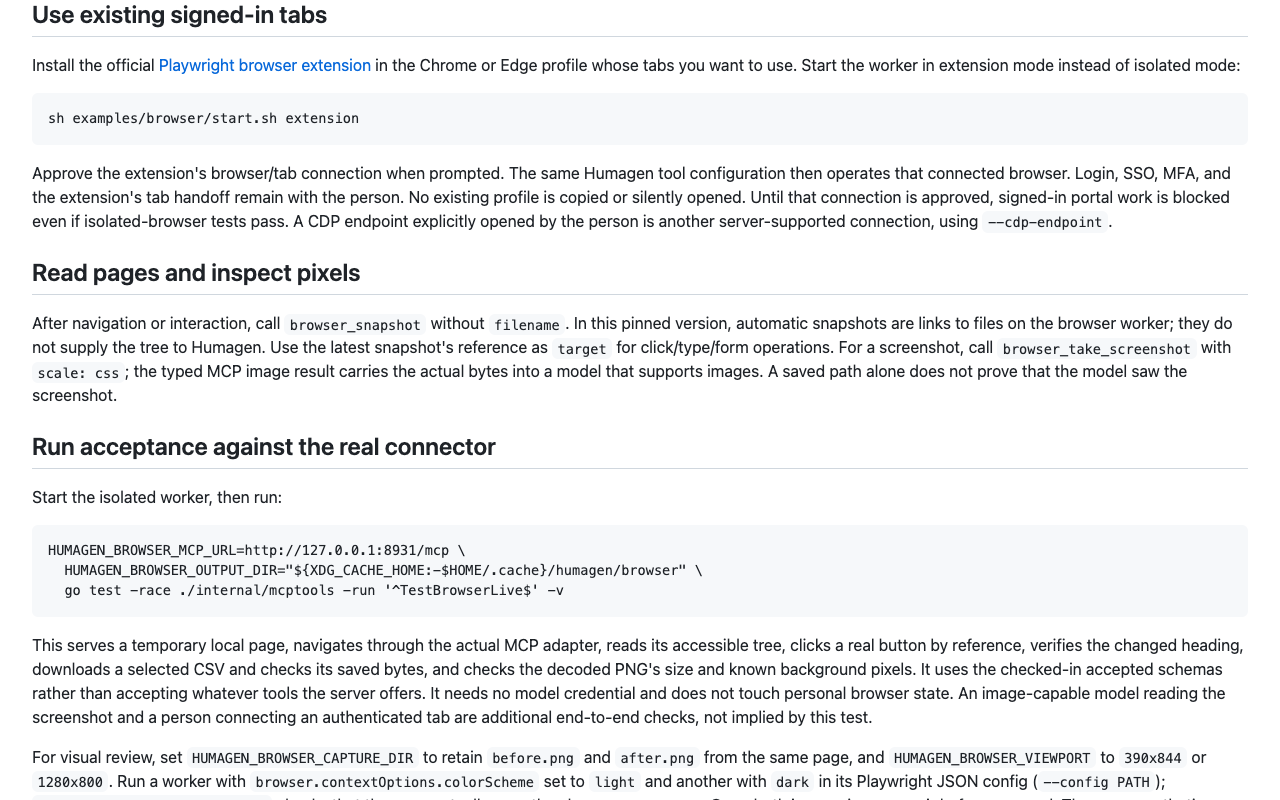 Use existing signed-in tabs
Install the official Playwright browser extension in the Chrome or Edge profile whose tabs you want to use. Start the worker in extension mode instead of isolated mode:
sh examples/browser/start.sh extension
Approve the extension's browser/tab connection when prompted. The same Humagen tool configuration then operates that connected browser. Login, SSO, MFA, and
the extension's tab handoff remain with the person. No existing profile is copied or silently opened. Until that connection is approved, signed-in portal work is blocked
even if isolated-browser tests pass. A CDP endpoint explicitly opened by the person is another server-supported connection, using --cdp-endpoint .
Read pages and inspect pixels
After navigation or interaction, call browser_snapshot without filename . In this pinned version, automatic snapshots are links to files on the browser worker; they do
not supply the tree to Humagen. Use the latest snapshot's reference as target for click/type/form operations. For a screenshot, call browser_take_screenshot with
scale: css ; the typed MCP image result carries the actual bytes into a model that supports images. A saved path alone does not prove that the model saw the
screenshot.
Run acceptance against the real connector
Start the isolated worker, then run:
HUMAGEN_BROWSER_MCP_URL=http://127.0.0.1:8931/mcp \
HUMAGEN_BROWSER_OUTPUT_DIR="${XDG_CACHE_HOME:-$HOME/.cache}/humagen/browser" \
go test -race ./internal/mcptools -run '^TestBrowserLive$' -v
This serves a temporary local page, navigates through the actual MCP adapter, reads its accessible tree, clicks a real button by reference, verifies the changed heading,
downloads a selected CSV and checks its saved bytes, and checks the decoded PNG's size and known background pixels. It uses the checked-in accepted schemas
rather than accepting whatever tools the server offers. It needs no model credential and does not touch personal browser state. An image-capable model reading the
screenshot and a person connecting an authenticated tab are additional end-to-end checks, not implied by this test.
For visual review, set HUMAGEN_BROWSER_CAPTURE_DIR to retain before.png and after.png from the same page, and HUMAGEN_BROWSER_VIEWPORT to 390x844 or
1280x800 . Run a worker with browser.contextOptions.colorScheme set to light and another with dark in its Playwright JSON config ( --config PATH );